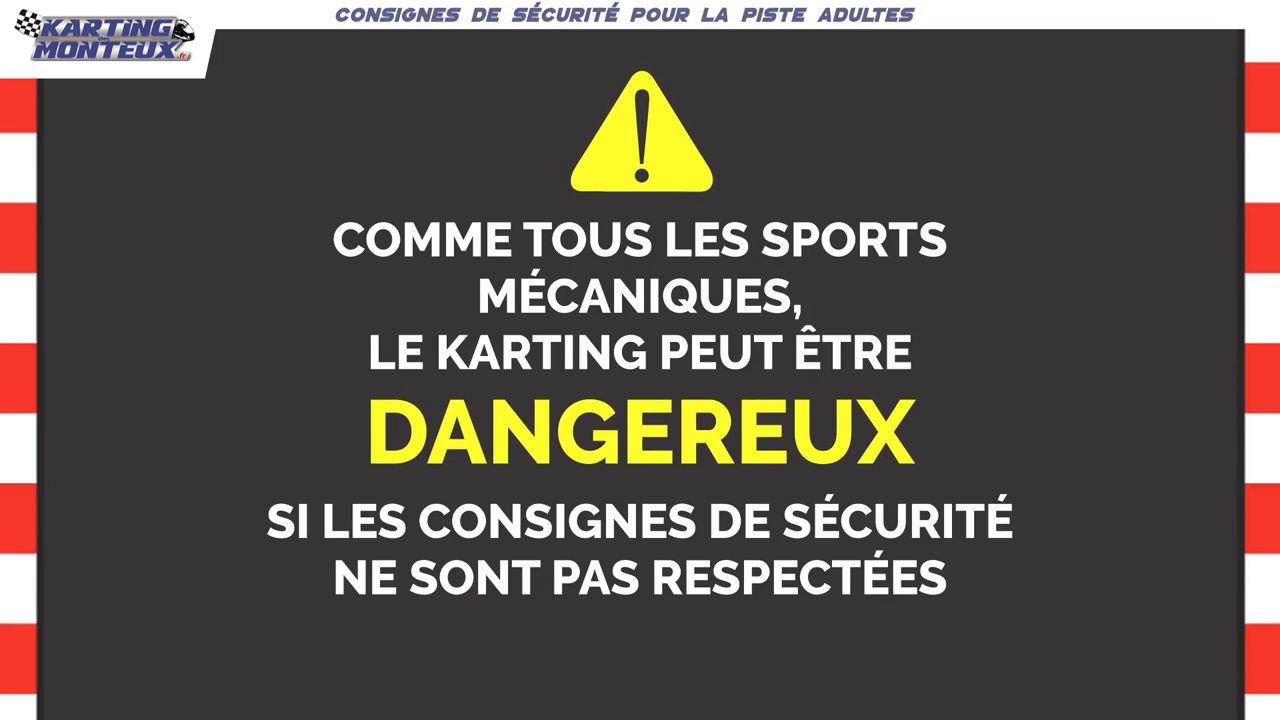 CONSIGNES DE SÉCURITÉ POUR LA PISTE ADULTES
KARTING
de
MONTEUX.fr
COMME TOUS LES SPORTS
MÉCANIQUES,
LE KARTING PEUT ÊTRE
DANGEREUX
SI LES CONSIGNES DE SÉCURITÉ
NE SONT PAS RESPECTÉES